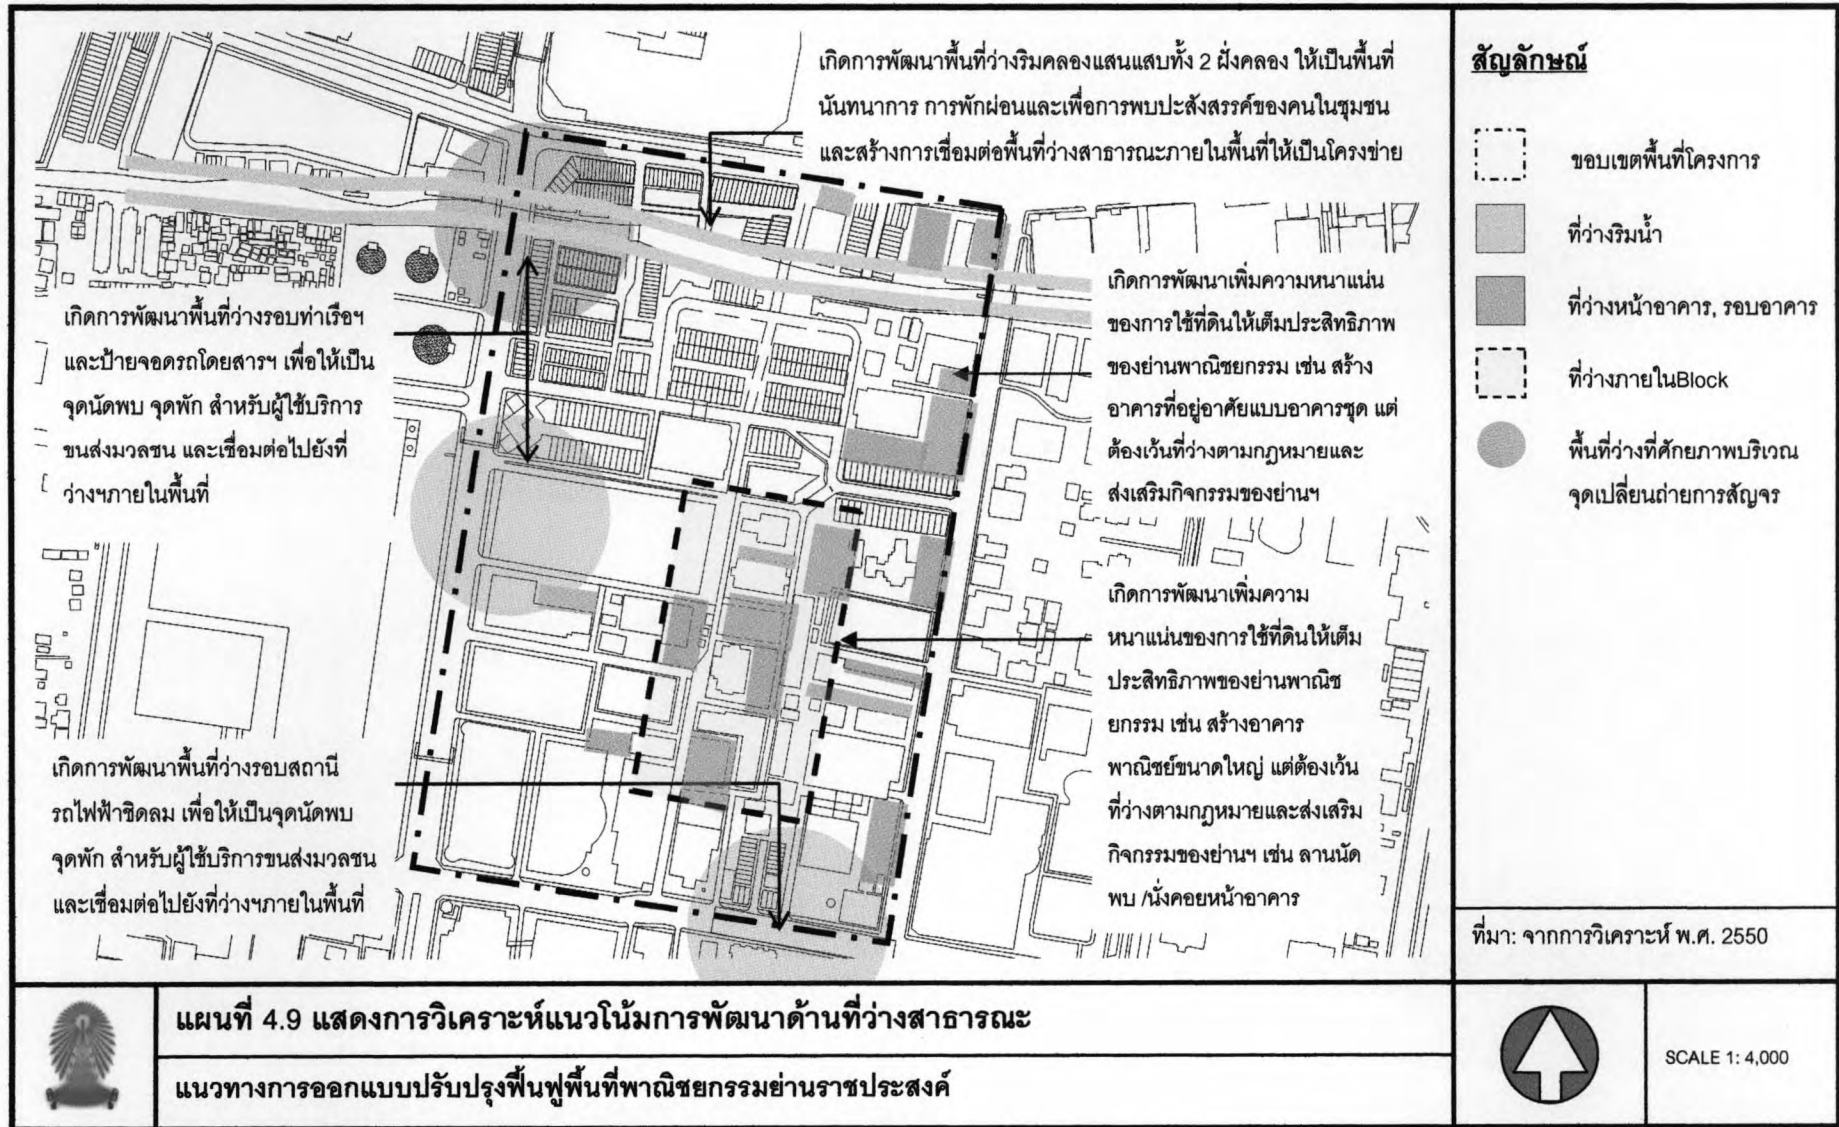 เกิดการพัฒนาพื้นที่ว่างริมคลองแสนแสบทั้ง 2 ฝั่งคลอง ให้เป็นพื้นที่
นันทนาการ การพักผ่อนและเพื่อการพบปะสังสรรค์ของคนในชุมชน
และสร้างการเชื่อมต่อพื้นที่ว่างสาธารณะภายในพื้นที่ให้เป็นโครงข่าย
เกิดการพัฒนาพื้นที่ว่างรอบท่าเรือฯ
และป้ายจอดรถโดยสารฯ เพื่อให้เป็น
จุดนัดพบ จุดพัก สำหรับผู้ใช้บริการ
ขนส่งมวลชน และเชื่อมต่อไปยังที่
ว่างฯภายในพื้นที่
เกิดการพัฒนาเพิ่มความหนาแน่น
ของการใช้ที่ดินให้เต็มประสิทธิภาพ
ของย่านพาณิชยกรรม เช่น สร้าง
อาคารที่อยู่อาศัยแบบอาคารชุด แต่
ต้องเว้นที่ว่างตามกฎหมายและ
ส่งเสริมกิจกรรมของย่านฯ
เกิดการพัฒนาเพิ่มความ
หนาแน่นของการใช้ที่ดินให้เต็ม
ประสิทธิภาพของย่านพาณิช
ยกรรม เช่น สร้างอาคาร
พาณิชย์ขนาดใหญ่ แต่ต้องเว้น
ที่ว่างตามกฎหมายและส่งเสริม
กิจกรรมของย่านฯ เช่น ลานนัด
พบ /นั่งคอยหน้าอาคาร
เกิดการพัฒนาพื้นที่ว่างรอบสถานี
รถไฟฟ้าชิดลม เพื่อให้เป็นจุดนัดพบ
จุดพัก สำหรับผู้ใช้บริการขนส่งมวลชน
และเชื่อมต่อไปยังที่ว่างฯภายในพื้นที่
สัญลักษณ์
ขอบเขตพื้นที่โครงการ
ที่ว่างริมน้ำ
ที่ว่างหน้าอาคาร, รอบอาคาร
ที่ว่างภายในBlock
พื้นที่ว่างที่ศักยภาพบริเวณ
จุดเปลี่ยนถ่ายการสัญจร
ที่มา: จากการวิเคราะห์ พ.ศ. 2550
แผนที่ 4.9 แสดงการวิเคราะห์แนวโน้มการพัฒนาด้านที่ว่างสาธารณะ
แนวทางการออกแบบปรับปรุงฟื้นฟูพื้นที่พาณิชยกรรมย่านราชประสงค์
SCALE 1: 4,000